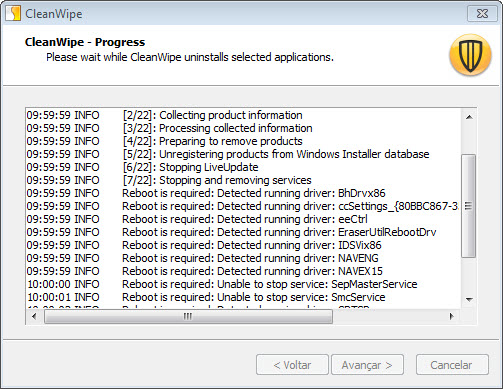 CleanWipe
CleanWipe - Progress
Please wait while CleanWipe uninstalls selected applications.
09:59:59 INFO [2/22]: Collecting product information
09:59:59 INFO [3/22]: Processing collected information
09:59:59 INFO [4/22]: Preparing to remove products
09:59:59 INFO [5/22]: Unregistering products from Windows Installer database
09:59:59 INFO [6/22]: Stopping LiveUpdate
09:59:59 INFO [7/22]: Stopping and removing services
09:59:59 INFO Reboot is required: Detected running driver: BhDrvx86
09:59:59 INFO Reboot is required: Detected running driver: ccSettings_{80BBC867-3
09:59:59 INFO Reboot is required: Detected running driver: eeCtrl
09:59:59 INFO Reboot is required: Detected running driver: EraserUtilRebootDrv
09:59:59 INFO Reboot is required: Detected running driver: IDSVix86
09:59:59 INFO Reboot is required: Detected running driver: NAVENG
09:59:59 INFO Reboot is required: Detected running driver: NAVEX15
10:00:00 INFO Reboot is required: Unable to stop service: SepMasterService
10:00:01 INFO Reboot is required: Unable to stop service: SmcService
INFO Reboot is required: Detected running driver:
< Voltar Avançar > Cancelar